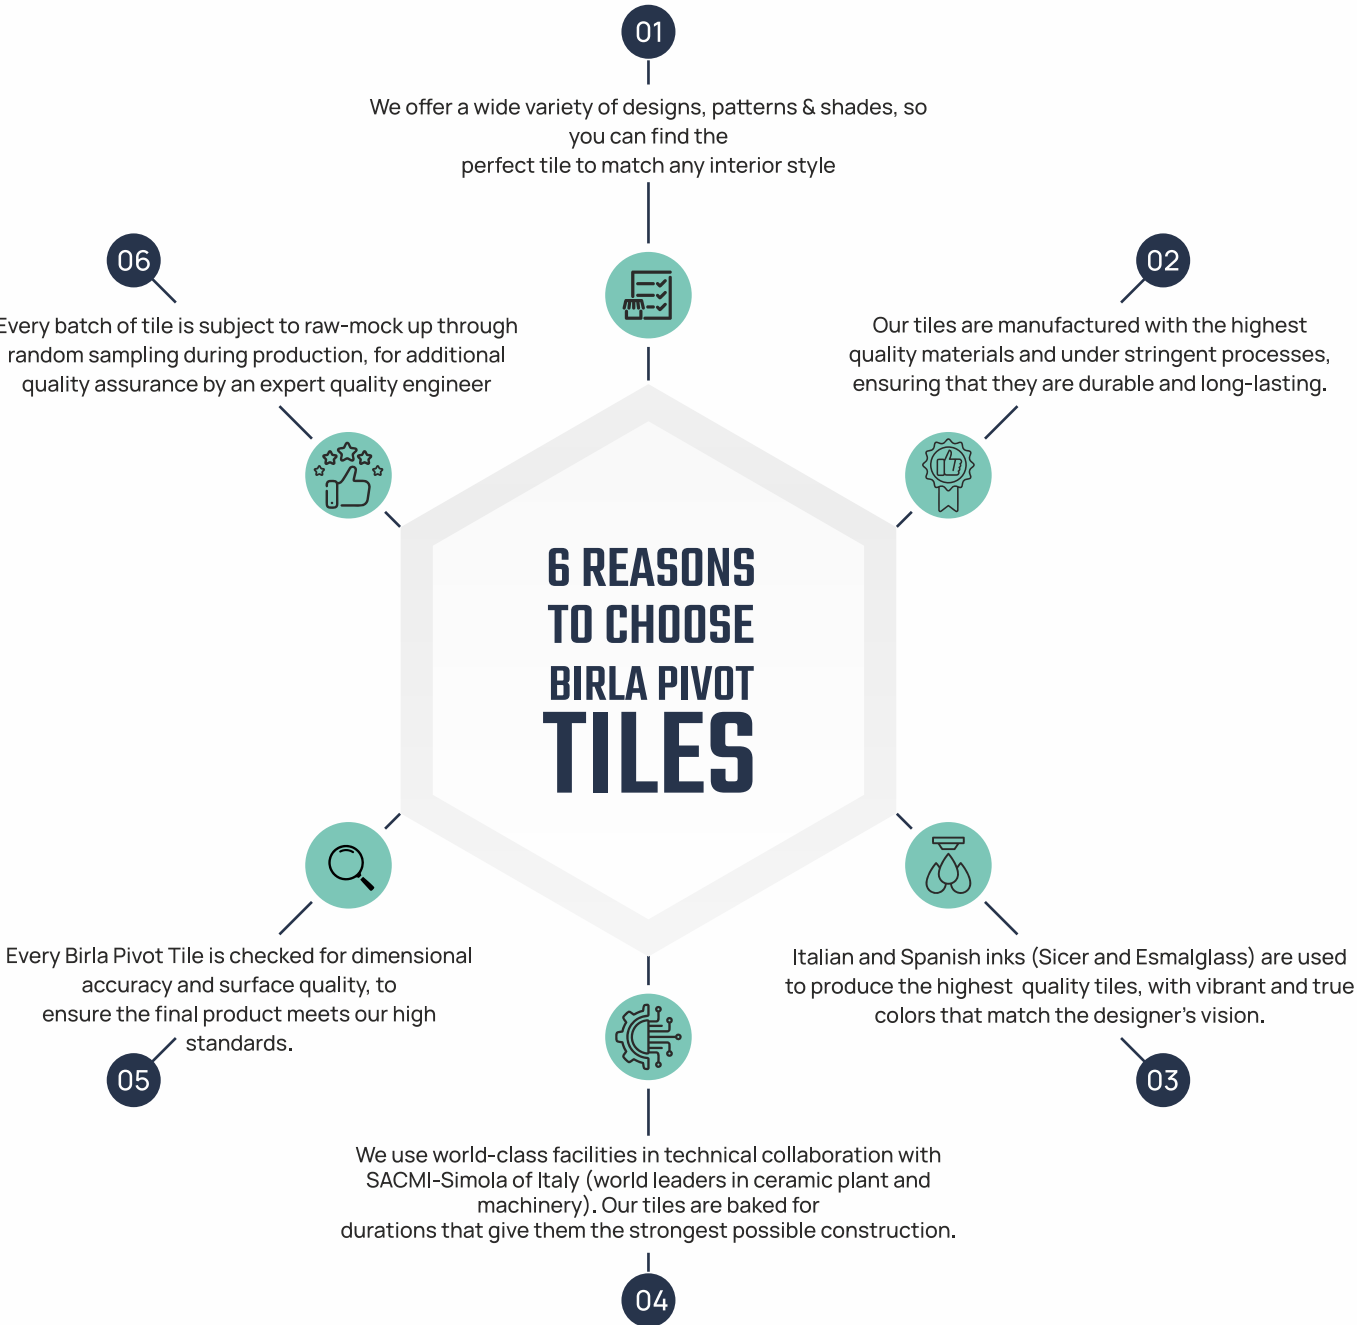 01
We offer a wide variety of designs, patterns & shades, so
you can find the
perfect tile to match any interior style
02
Our tiles are manufactured with the highest
quality materials and under stringent processes,
ensuring that they are durable and long-lasting.
6 REASONS
TO CHOOSE
BIRLA PIVOT
TILES
Italian and Spanish inks (Sicer and Esmalglass) are used
to produce the highest quality tiles, with vibrant and true
colors that match the designer's vision.
03
We use world-class facilities in technical collaboration with
SACMI-Simola of Italy (world leaders in ceramic plant and
machinery). Our tiles are baked for
durations that give them the strongest possible construction.
04
Every Birla Pivot Tile is checked for dimensional
accuracy and surface quality, to
ensure the final product meets our high
standards.
05
06
Every batch of tile is subject to raw-mock up through
random sampling during production, for additional
quality assurance by an expert quality engineer